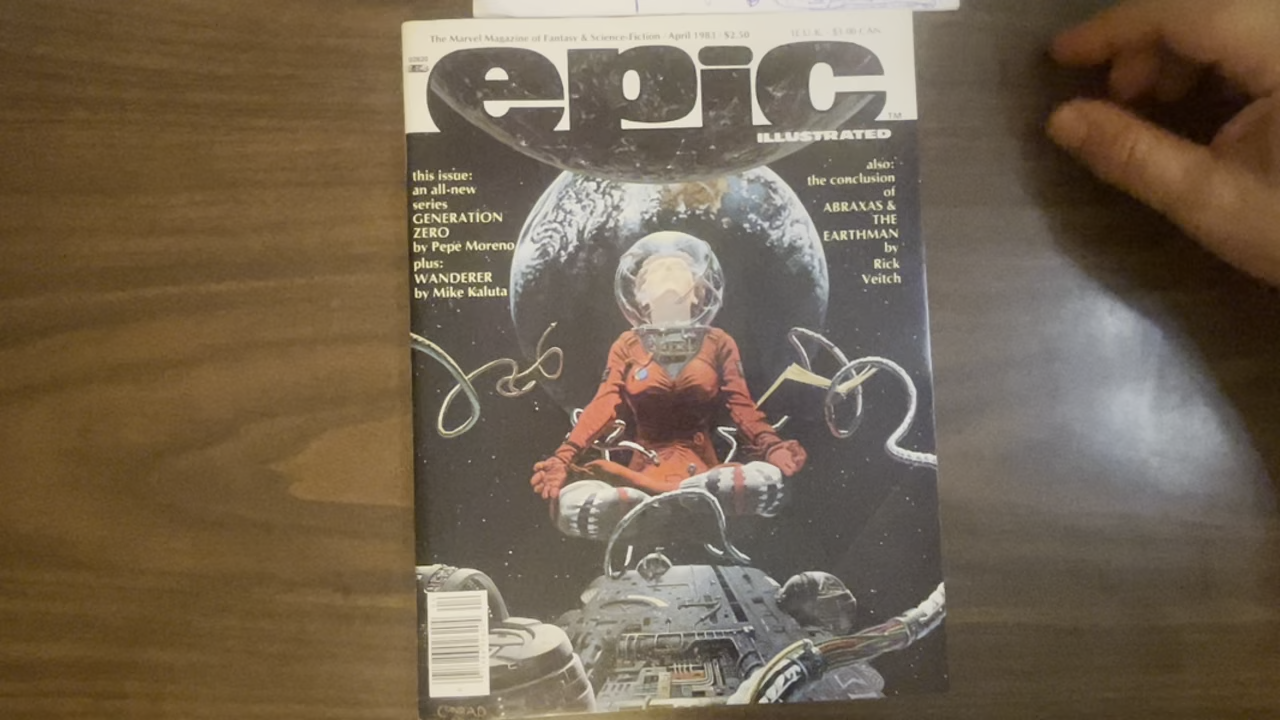 The Marvel Magazine of Fantasy & Science-Fiction · April 1983 · $2.50
epic
TM
ILLUSTRATED
this issue:
an all-new
series
GENERATION
ZERO
by Pepe Moreno
plus:
WANDERER
by Mike Kaluta
also:
the conclusion
of
ABRAXAS &
THE
EARTHMAN
by
Rick
Veitch